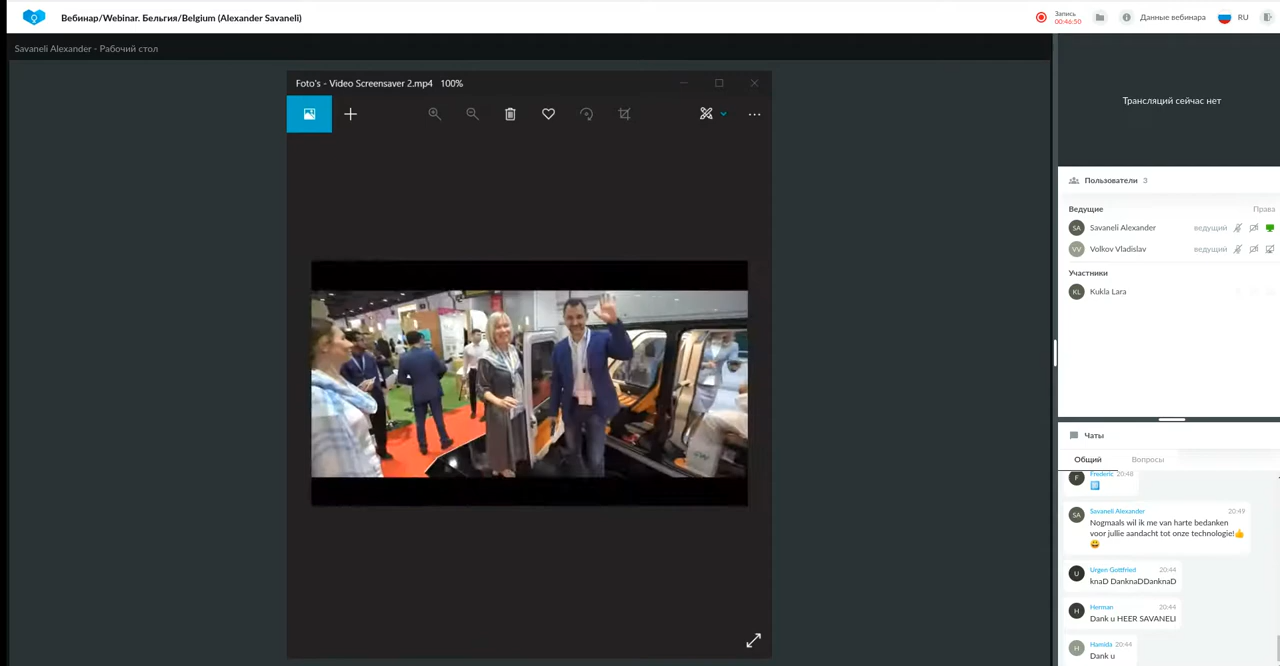 Вебинар/Webinar. Бельгия/Belgium (Alexander Savaneli)
Запись
00:46:50
Данные вебинара
RU
Savaneli Alexander - Рабочий стол
Foto's - Video Screensaver 2.mp4 100%
Трансляций сейчас нет
Пользователи 3
Ведущие Права
SA Savaneli Alexander ведущий
VV Volkov Vladislav ведущий
Участники
KL Kukla Lara
Чаты
Общий Вопросы
F Frederic 20:48
SA Savaneli Alexander 20:49
Nogmaals wil ik me van harte bedanken
voor jullie aandacht tot onze technologie!👍
😃
U Urgen Gottfried 20:44
knaD DanknaDDanknaD
H Herman 20:44
Dank u HEER SAVANELI
H Hamida 20:44
Dank u